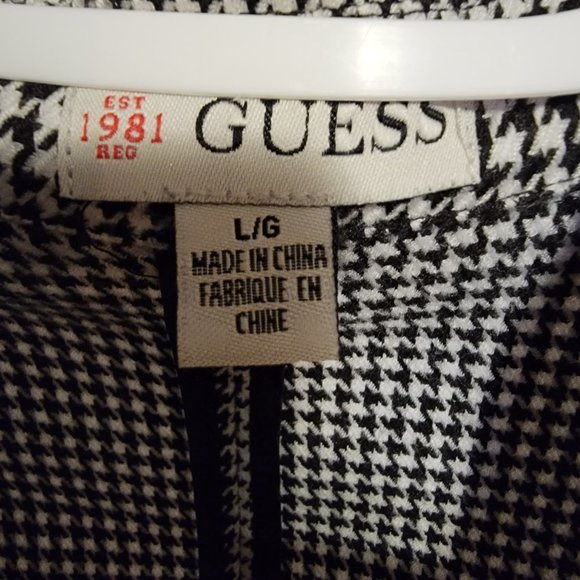 EST
1981
REG
GUESS
L/G
MADE IN CHINA
FABRIQUE EN
CHINE